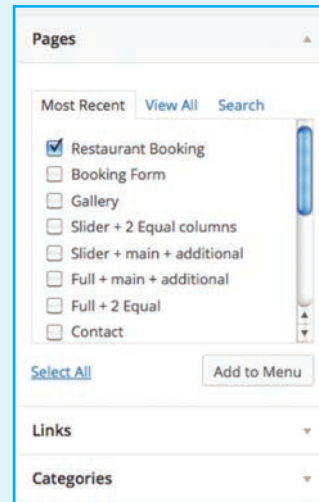 Pages
Most Recent View All Search
Restaurant Booking
Booking Form
Gallery
Slider + 2 Equal columns
Slider + main + additional
Full + main + additional
Full + 2 Equal
Contact
Select All Add to Menu
Links
Categories